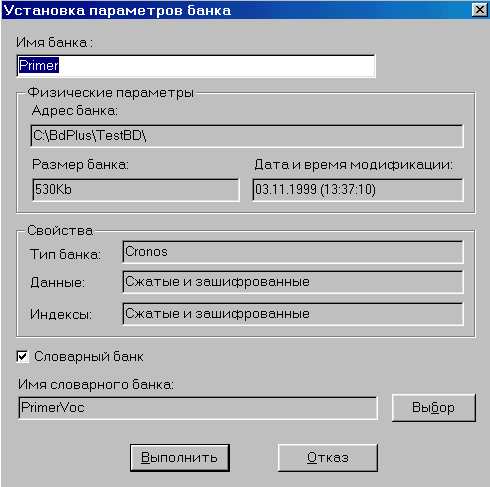 Установка параметров банка
Имя банка :
Primer
Физические параметры
Адрес банка:
C:\BdPlus\TestBD\
Размер банка: Дата и время модификации:
530Kb 03.11.1999 (13:37:10)
Свойства
Тип банка: Cronos
Данные: Сжатые и зашифрованные
Индексы: Сжатые и зашифрованные
Словарный банк
Имя словарного банка:
PrimerVoc Выбор
Выполнить Отказ